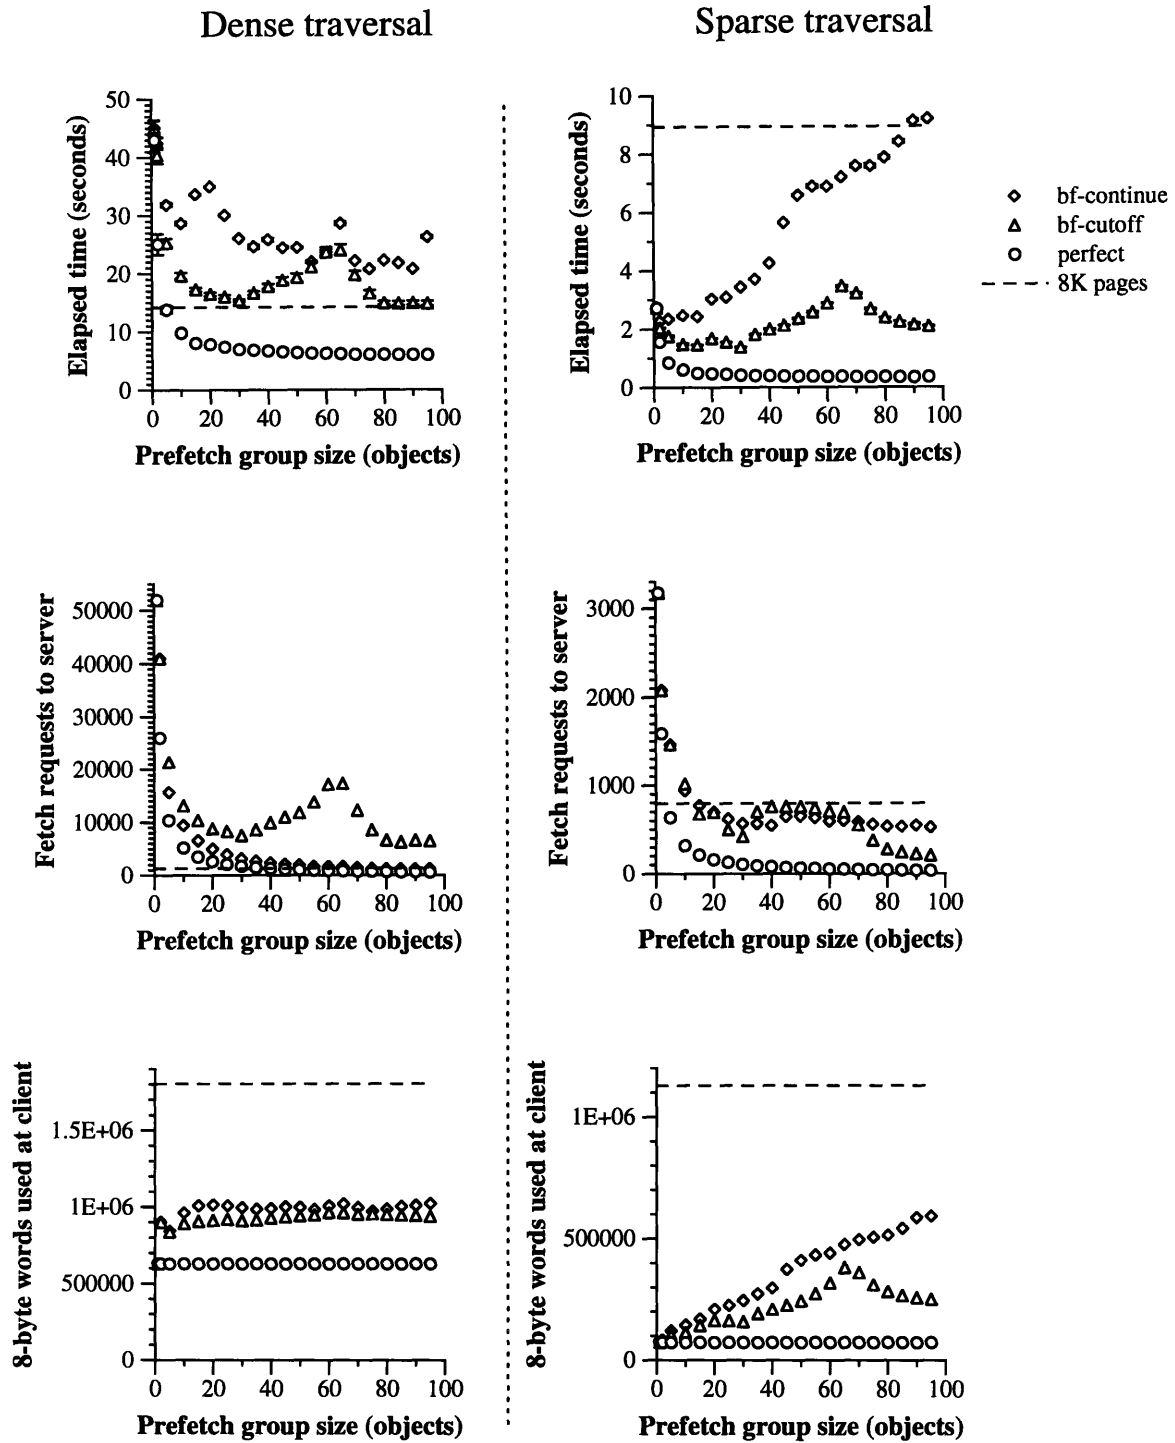 Dense traversal
Sparse traversal
Elapsed time (seconds)
50
40
30
20
10
0
0 20 40 60 80 100
Prefetch group size (objects)
Elapsed time (seconds)
10
8
6
4
2
0
0 20 40 60 80 100
Prefetch group size (objects)
bf-continue
bf-cutoff
perfect
8K pages
Fetch requests to server
50000
40000
30000
20000
10000
0
0 20 40 60 80 100
Prefetch group size (objects)
Fetch requests to server
3000
2000
1000
0
0 20 40 60 80 100
Prefetch group size (objects)
8-byte words used at client
1.5E+06
1E+06
500000
0
0 20 40 60 80 100
Prefetch group size (objects)
8-byte words used at client
1E+06
500000
0
0 20 40 60 80 100
Prefetch group size (objects)